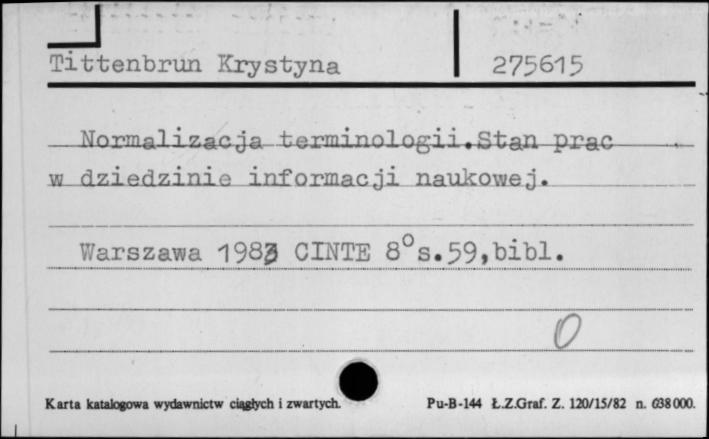 Tittenbrun Krystyna 275615
Normalizacja terminologii.Stan prac
w dziedzinie informacji naukowej.
Warszawa 1983 CINTE 8°s.59,bibl.
0
Karta katalogowa wydawnictw ciągłych i zwartych. Pu-B-144 Ł.Z.Graf. Z. 120/15/82 n. 638000.